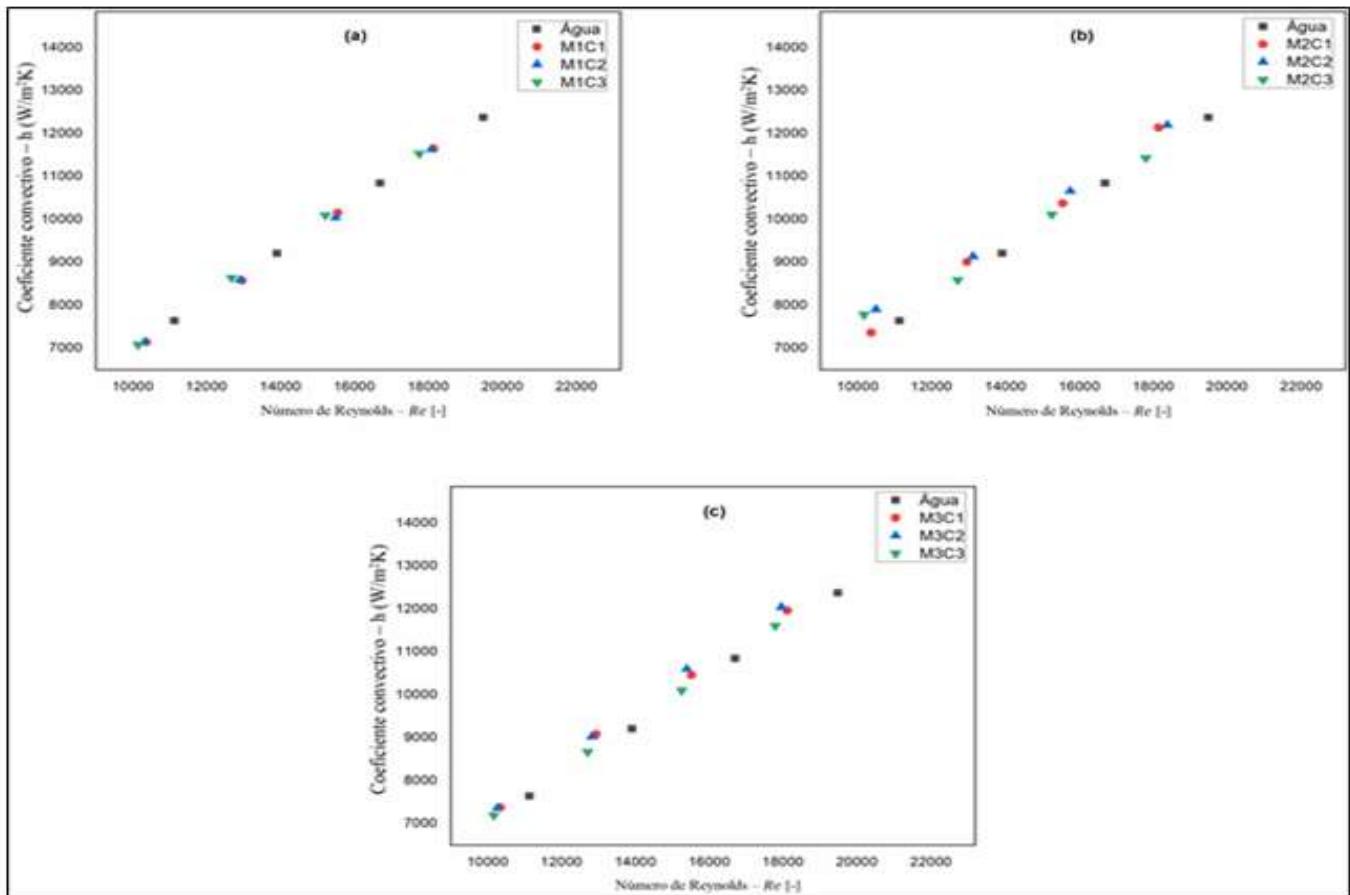 (a)
Água
M1C1
M1C2
M1C3
14000
13000
12000
11000
10000
9000
8000
7000
Coeficiente convectivo – h (W/m²K)
10000 12000 14000 16000 18000 20000 22000
Número de Reynolds – Re [-]
(b)
Água
M2C1
M2C2
M2C3
14000
13000
12000
11000
10000
9000
8000
7000
Coeficiente convectivo – h (W/m²K)
10000 12000 14000 16000 18000 20000 22000
Número de Reynolds – Re [-]
(c)
Água
M3C1
M3C2
M3C3
14000
13000
12000
11000
10000
9000
8000
7000
Coeficiente convectivo – h (W/m²K)
10000 12000 14000 16000 18000 20000 22000
Número de Reynolds – Re [-]